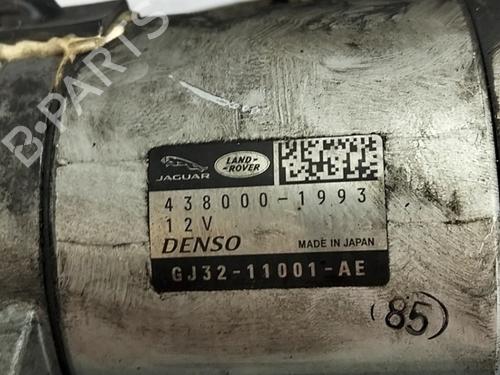 B-PARTS
JAGUAR
LAND-
ROVER
438000-1993
12V
DENSO
MADE IN JAPAN
GJ32-11001-AE
(85)